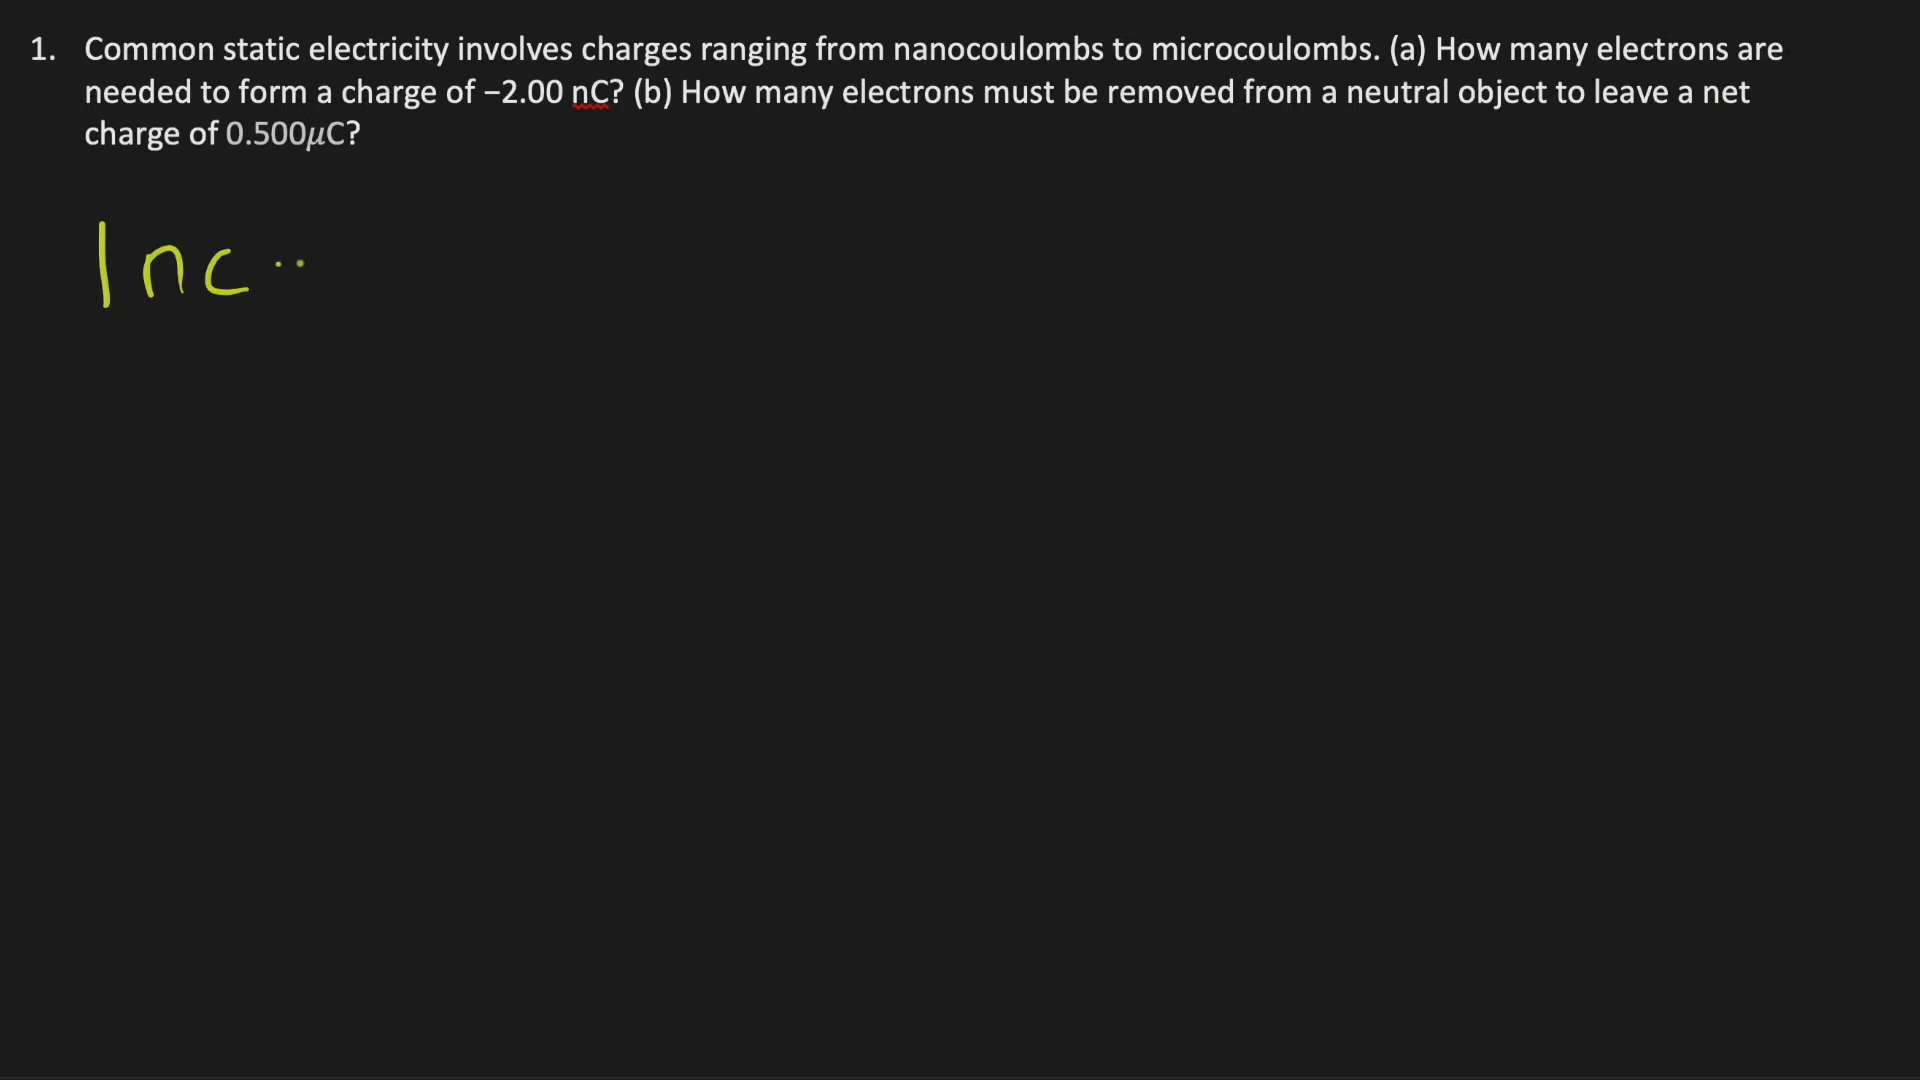 1. Common static electricity involves charges ranging from nanocoulombs to microcoulombs. (a) How many electrons are
needed to form a charge of −2.00 nC? (b) How many electrons must be removed from a neutral object to leave a net
charge of 0.500μC?
1 nc ··